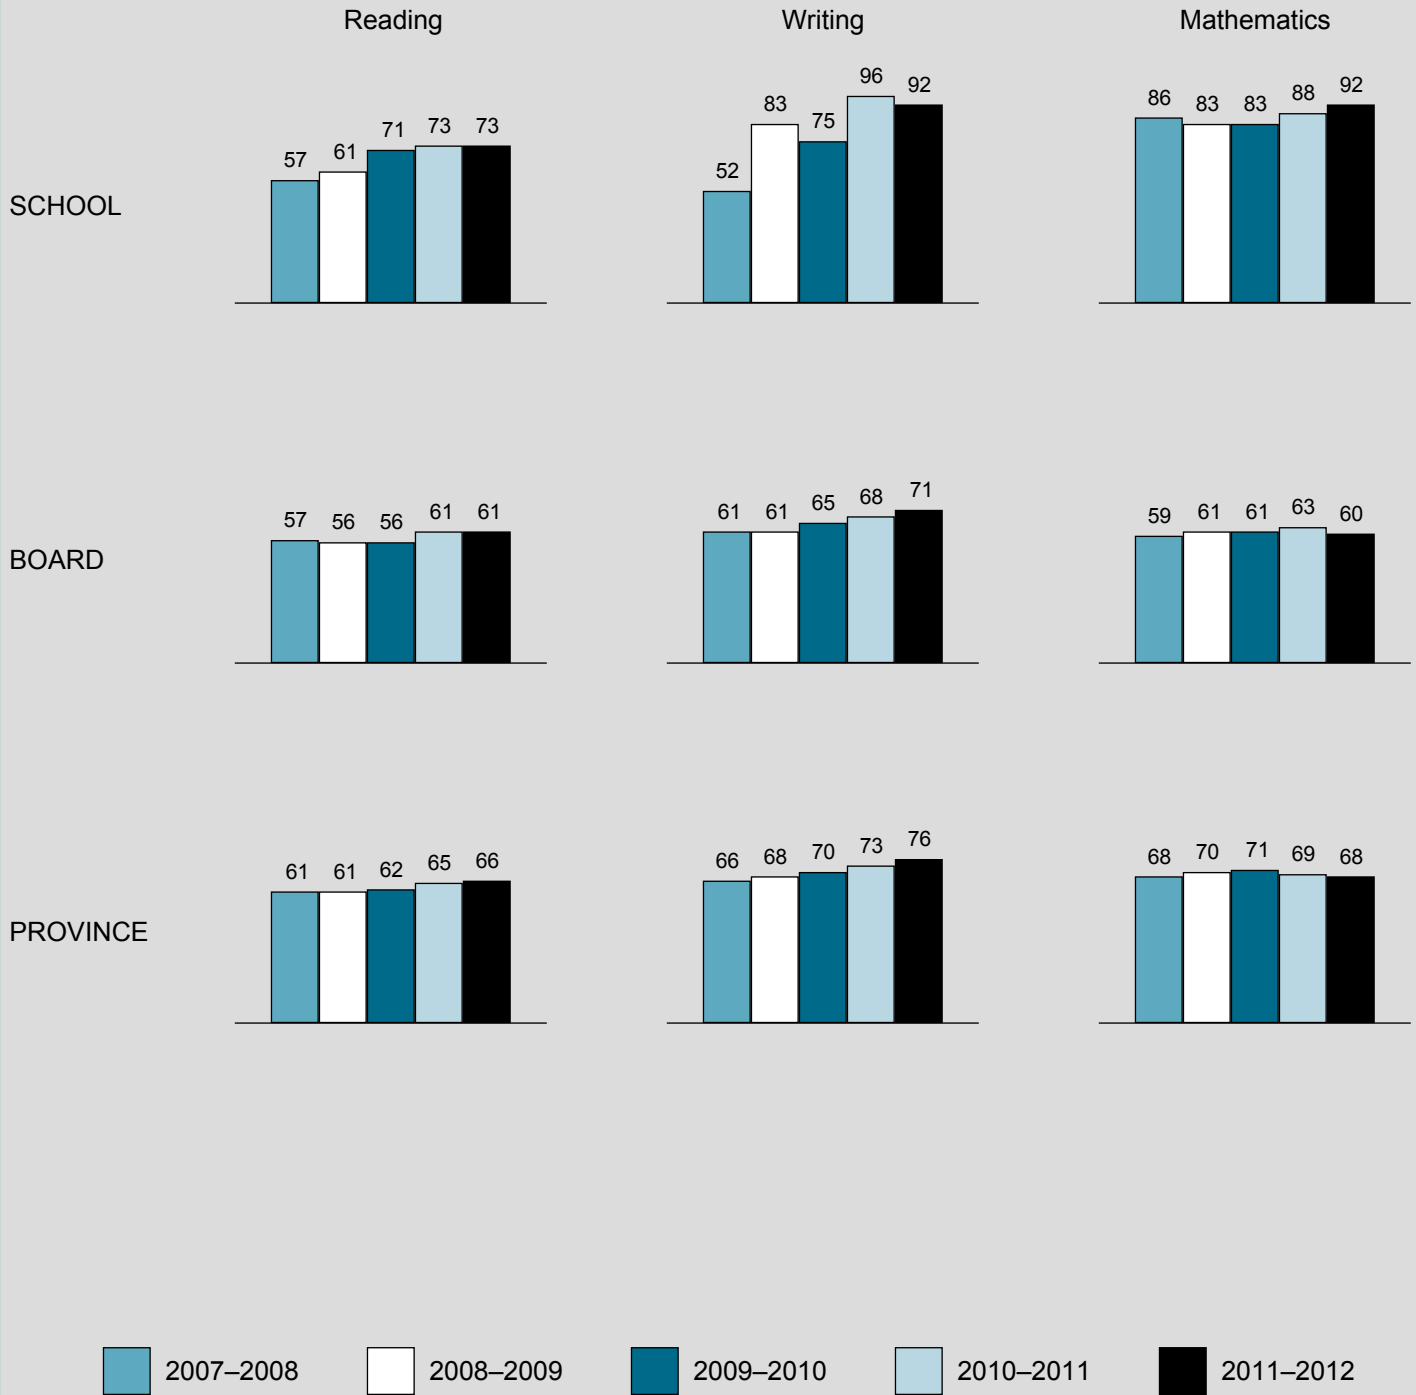 Reading Writing Mathematics
SCHOOL
57 61 71 73 73
52 83 75 96 92
86 83 83 88 92
BOARD
57 56 56 61 61
61 61 65 68 71
59 61 61 63 60
PROVINCE
61 61 62 65 66
66 68 70 73 76
68 70 71 69 68
2007–2008 2008–2009 2009–2010 2010–2011 2011–2012